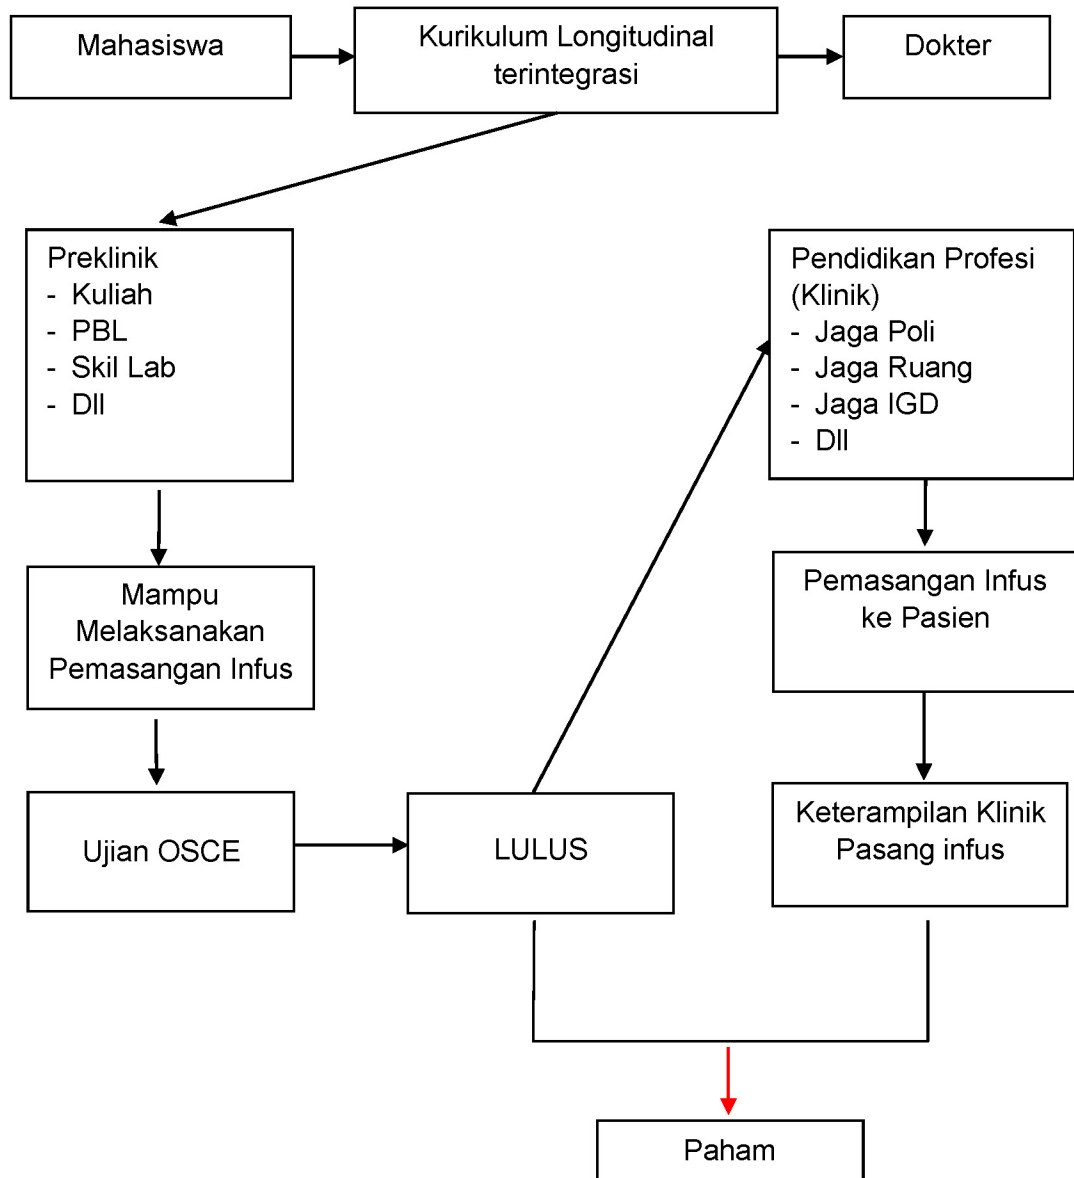 Mahasiswa
Kurikulum Longitudinal
terintegrasi
Dokter
Preklinik
- Kuliah
- PBL
- Skil Lab
- Dll
Mampu
Melaksanakan
Pemasangan Infus
Ujian OSCE
LULUS
Pendidikan Profesi
(Klinik)
- Jaga Poli
- Jaga Ruang
- Jaga IGD
- Dll
Pemasangan Infus
ke Pasien
Keterampilan Klinik
Pasang infus
Paham